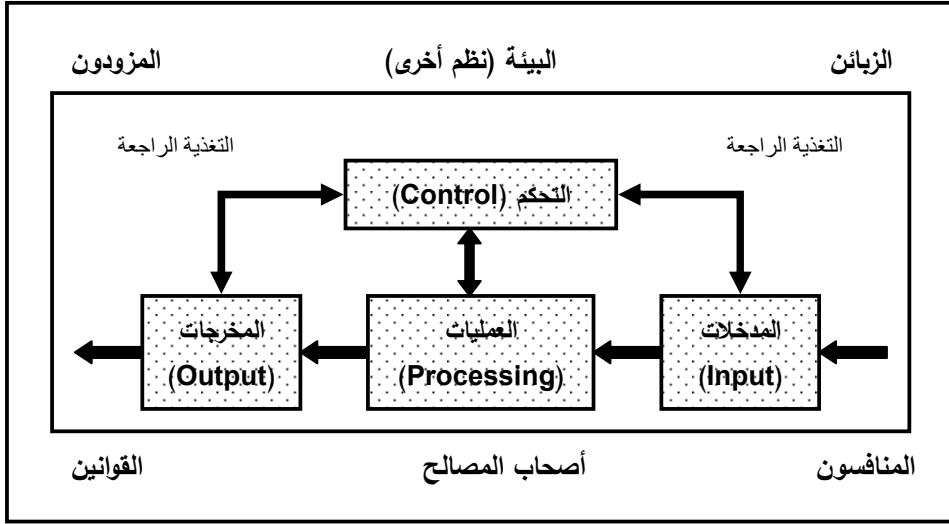 الزبائن
البيئة (نظم أخرى)
المزودون
التغذية الراجعة
التغذية الراجعة
التحكم (Control)
المدخلات
(Input)
العمليات
(Processing)
المخرجات
(Output)
المنافسون
أصحاب المصالح
القوانين